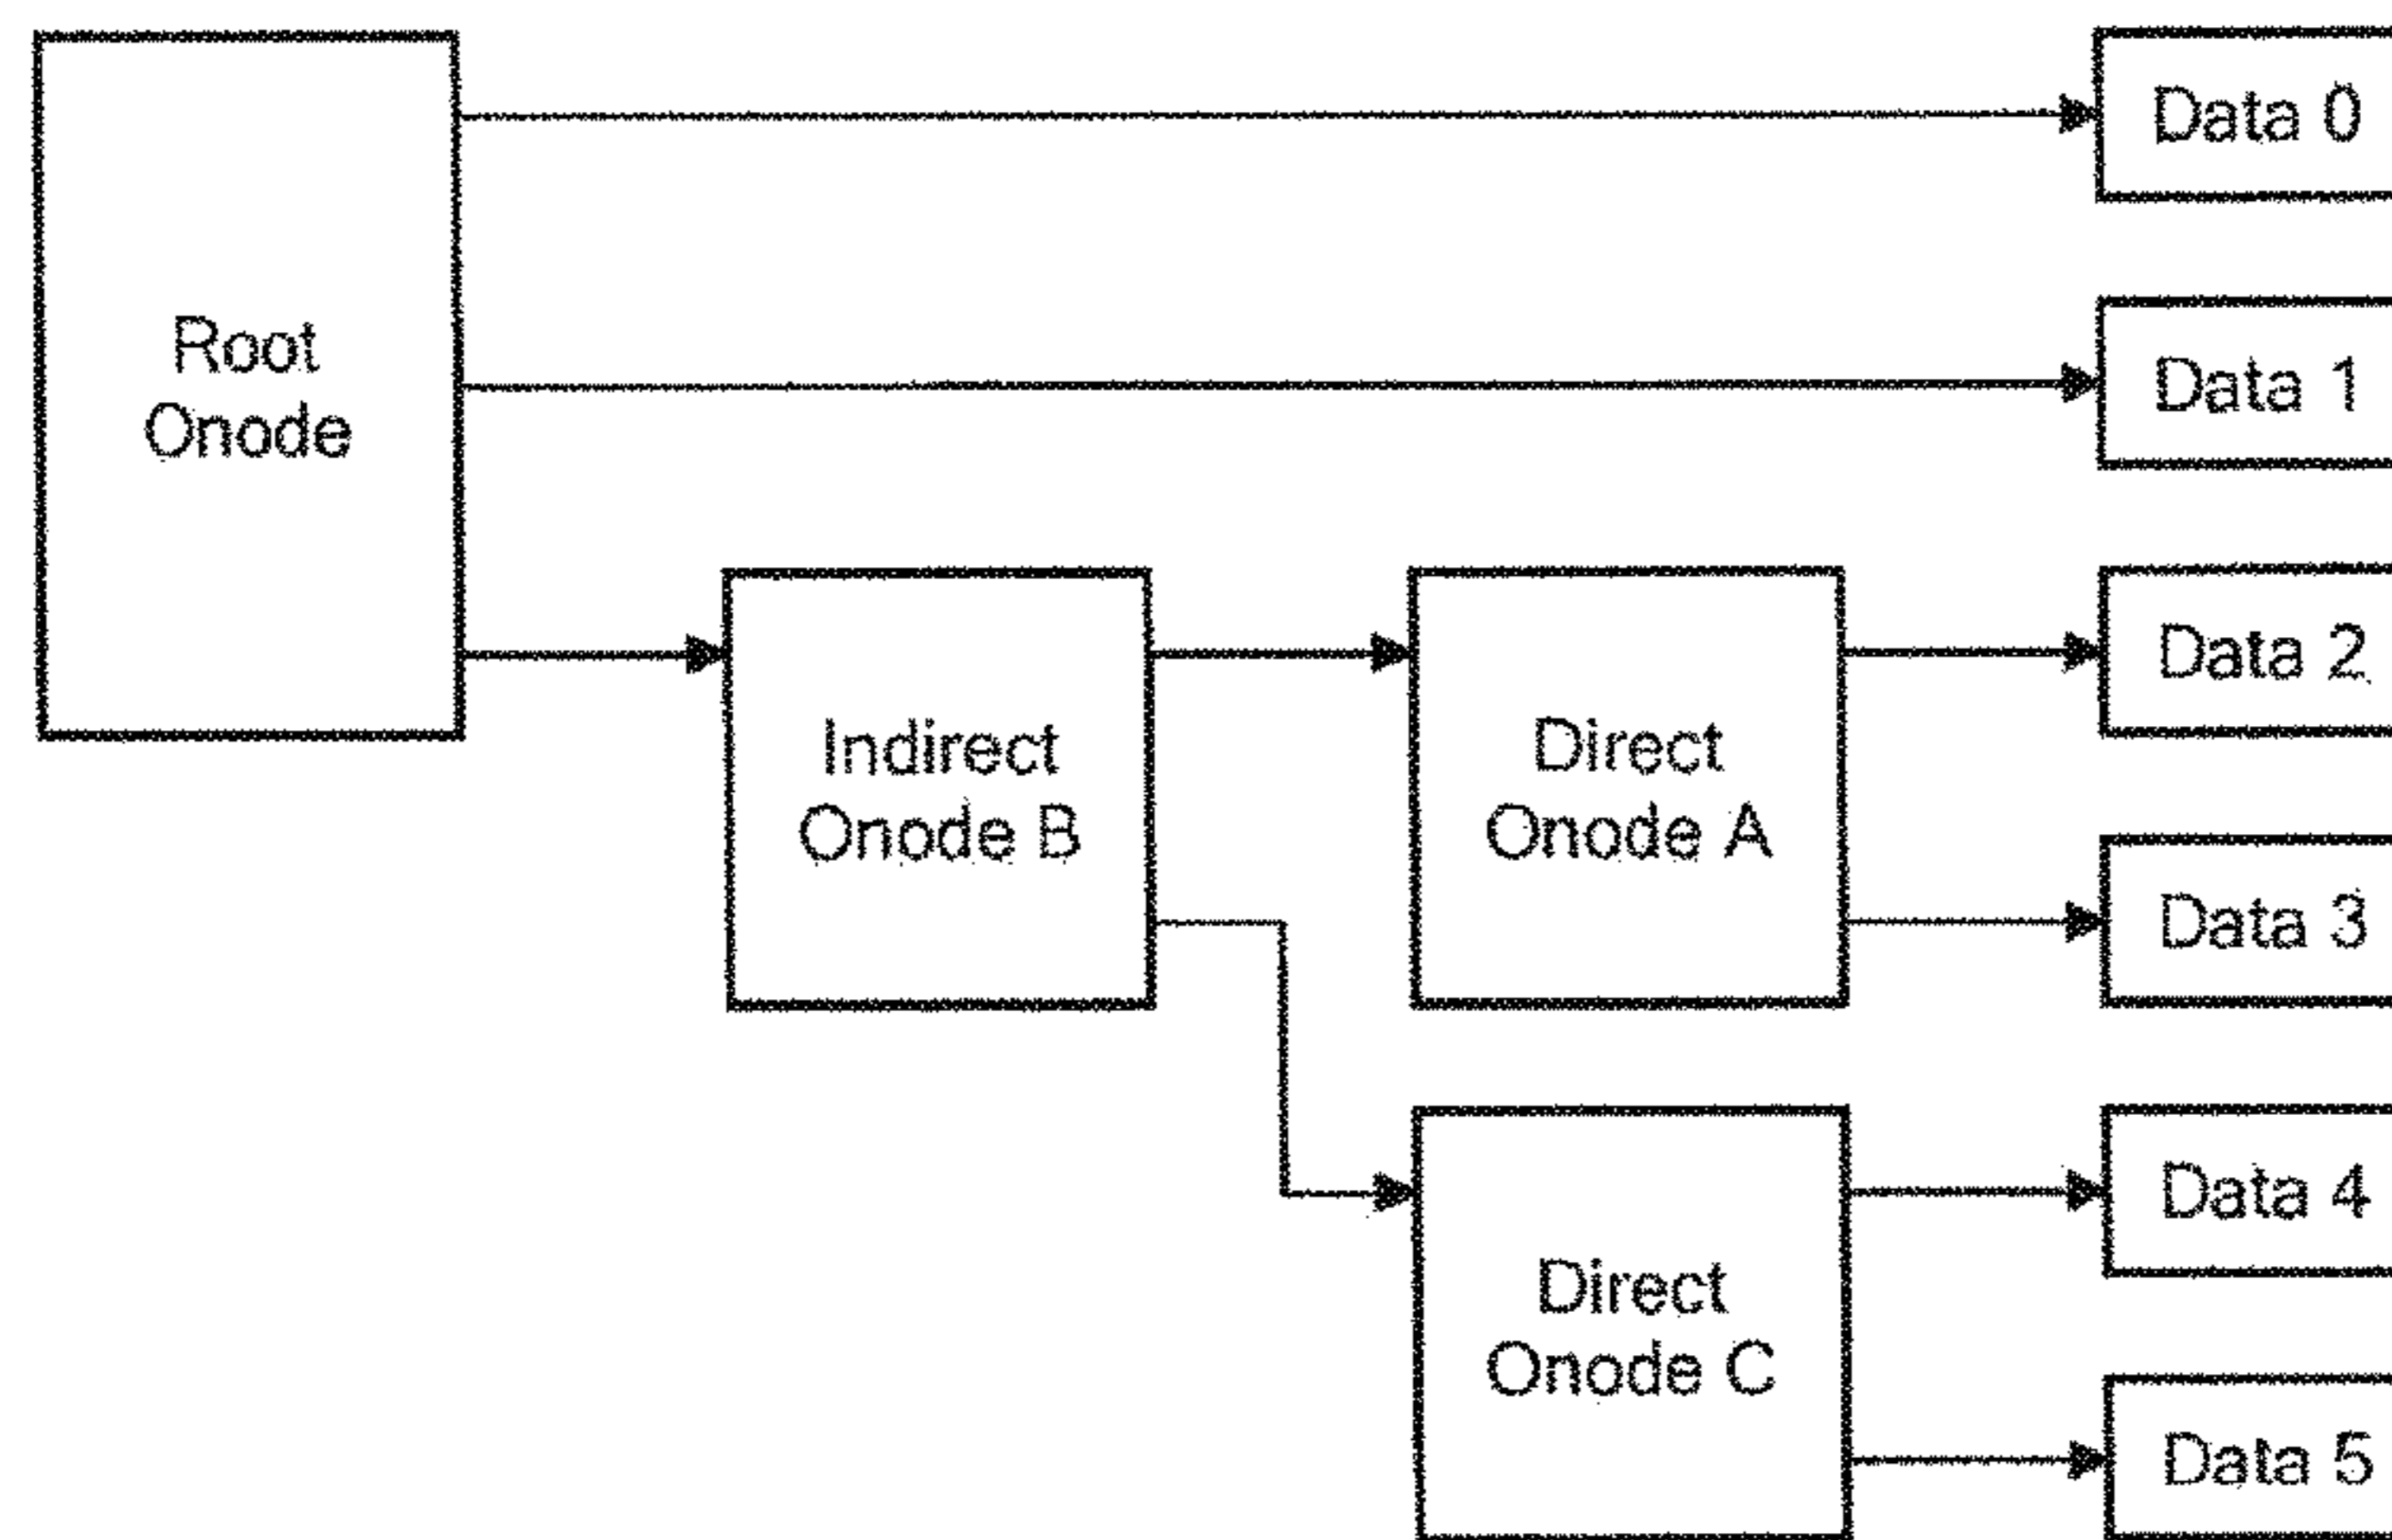 Root
Onode
Data 0
Data 1
Indirect
Onode B
Direct
Onode A
Data 2
Data 3
Direct
Onode C
Data 4
Data 5